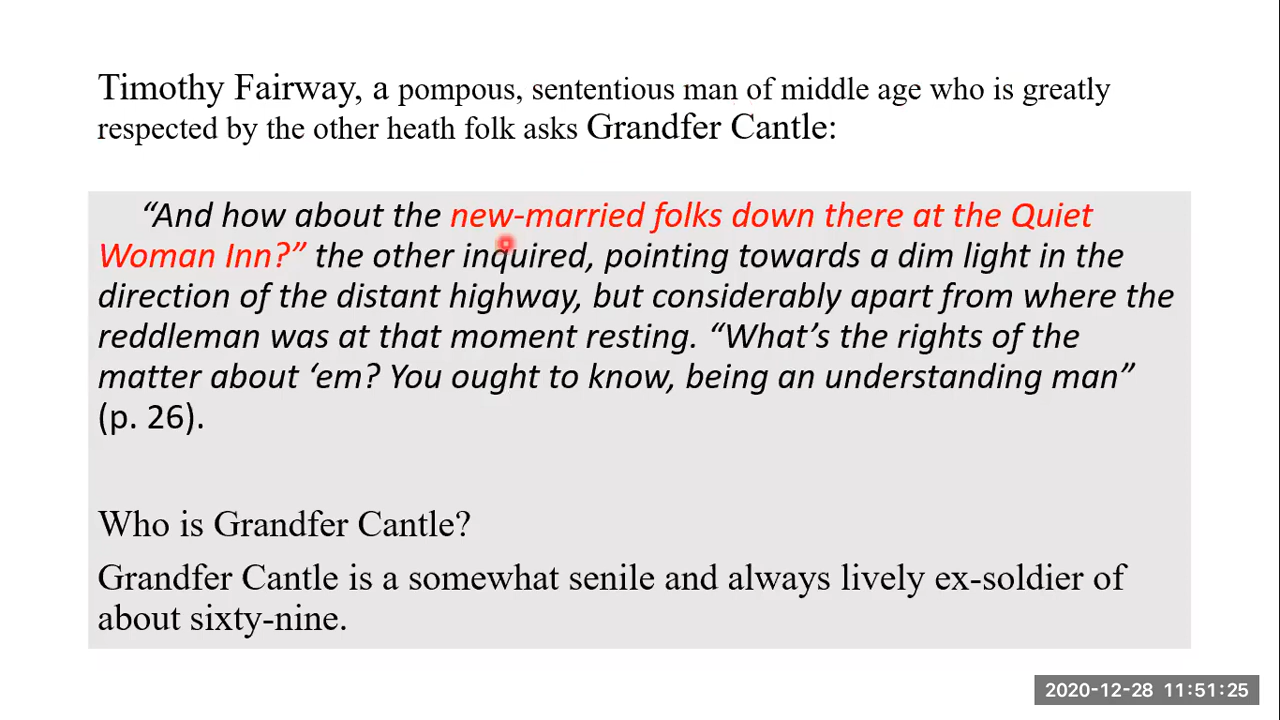 Timothy Fairway, a pompous, sententious man of middle age who is greatly
respected by the other heath folk asks Grandfer Cantle:
“And how about the new-married folks down there at the Quiet
Woman Inn?” the other inquired, pointing towards a dim light in the
direction of the distant highway, but considerably apart from where the
reddleman was at that moment resting. “What’s the rights of the
matter about ‘em? You ought to know, being an understanding man”
(p. 26).
Who is Grandfer Cantle?
Grandfer Cantle is a somewhat senile and always lively ex-soldier of
about sixty-nine.
2020-12-28 11:51:25